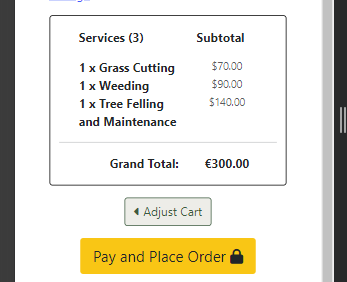 Services (3) Subtotal
1 x Grass Cutting $70.00
1 x Weeding $90.00
1 x Tree Felling $140.00
and Maintenance
Grand Total: €300.00
Adjust Cart
Pay and Place Order